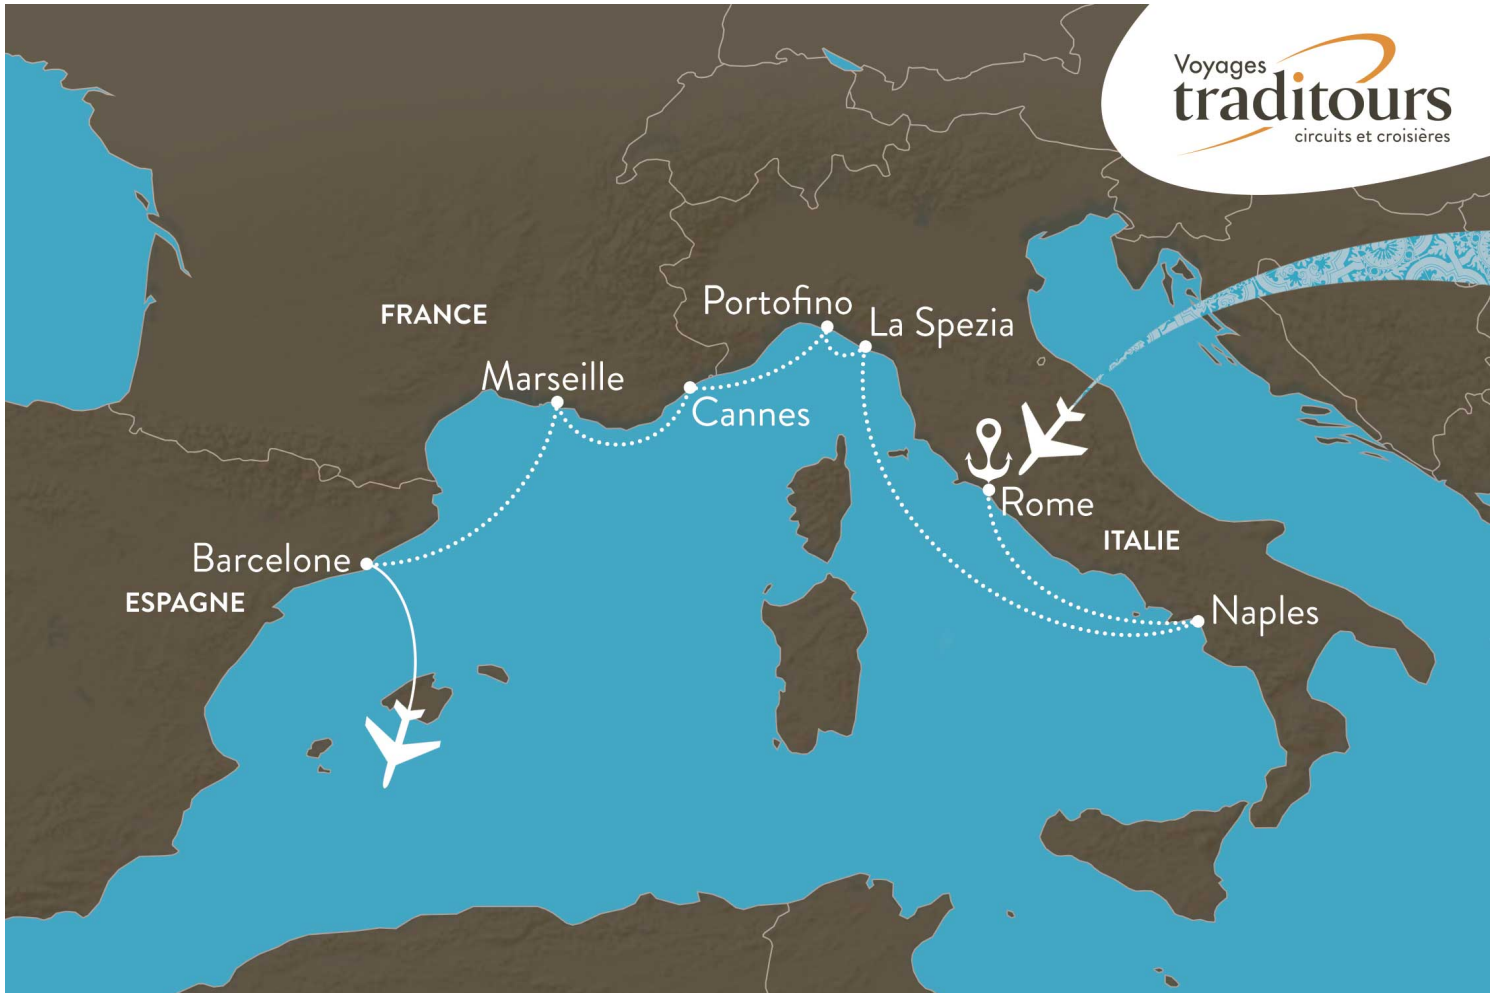 Voyages
traditours
circuits et croisières
Portofino
FRANCE
La Spezia
Marseille
Cannes
Rome
ITALIE
Barcelone
ESPAGNE
Naples